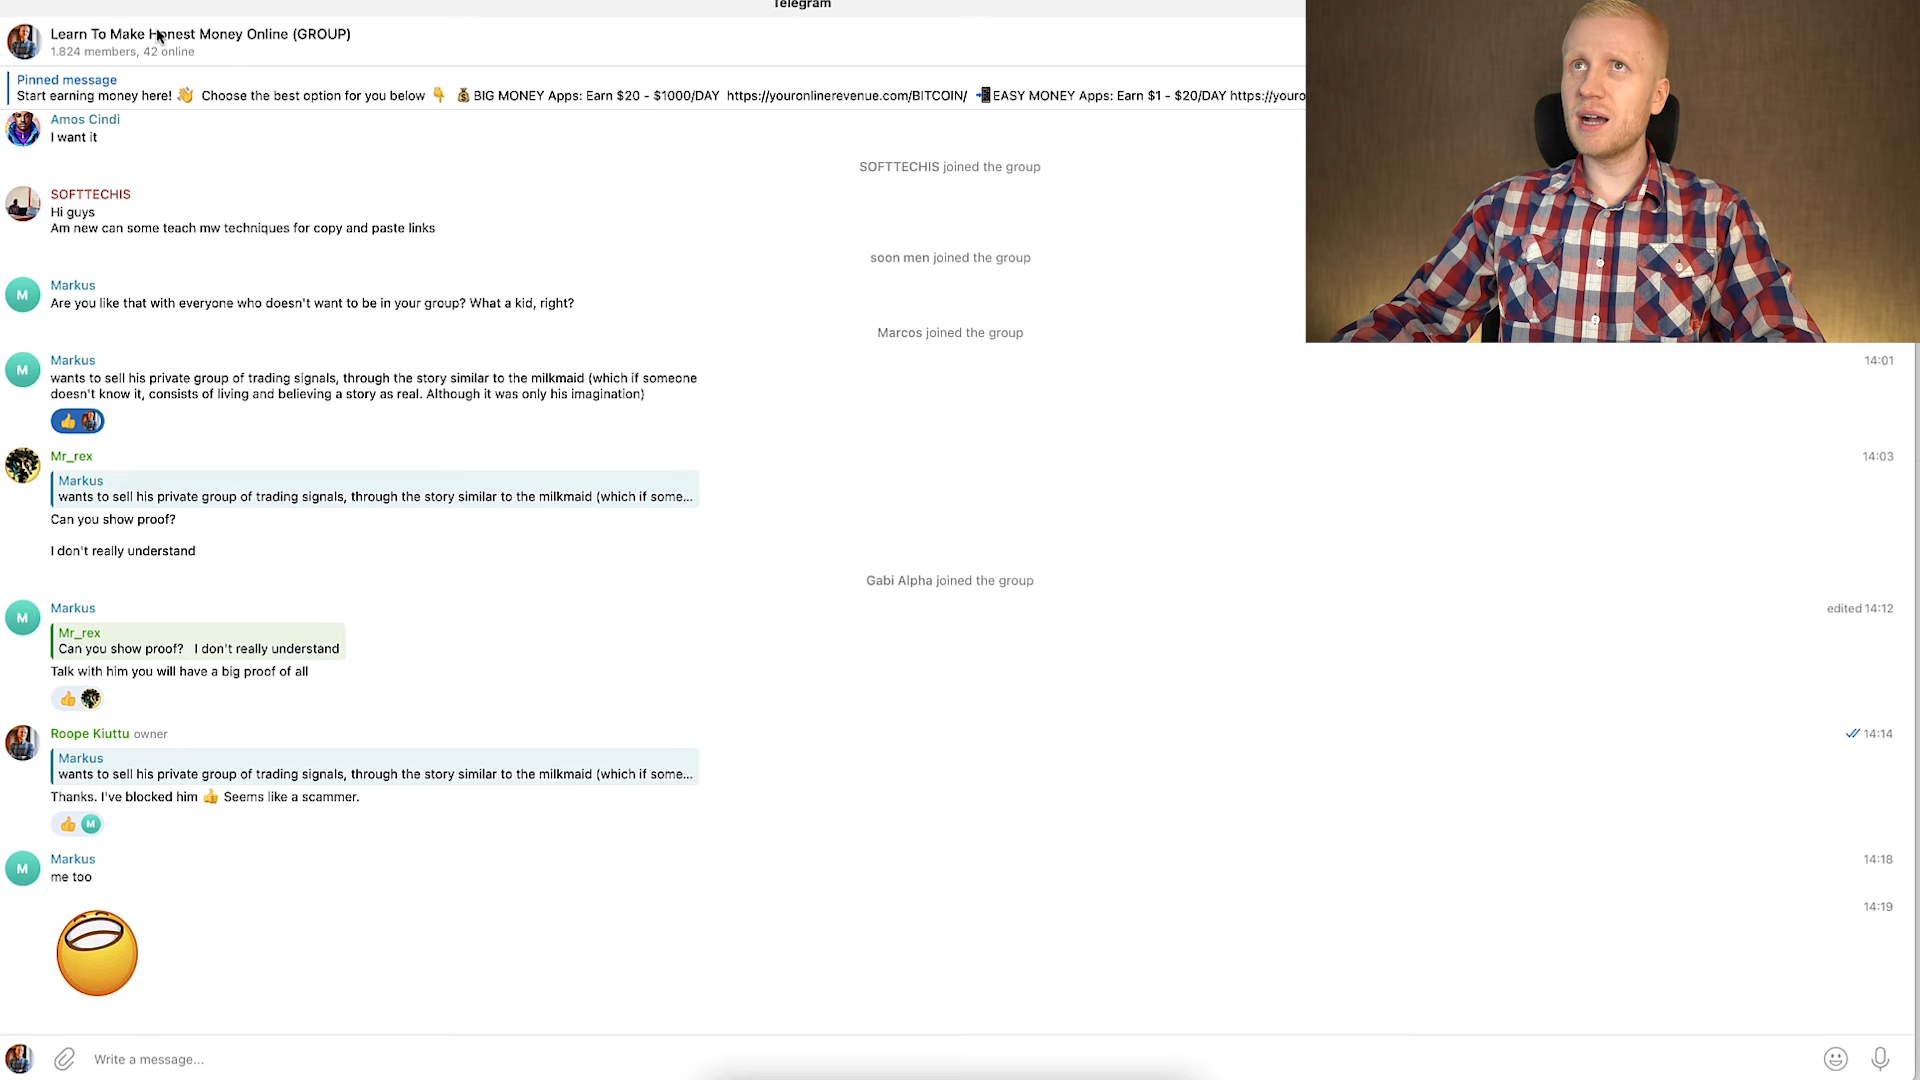 Telegram
Learn To Make Honest Money Online (GROUP)
1.824 members, 42 online
Pinned message
Start earning money here! 👋 Choose the best option for you below 👇 💰BIG MONEY Apps: Earn $20 - $1000/DAY https://youronlinerevenue.com/BITCOIN/ 📲EASY MONEY Apps: Earn $1 - $20/DAY https://youro
Amos Cindi
I want it
SOFTTECHIS joined the group
SOFTTECHIS
Hi guys
Am new can some teach mw techniques for copy and paste links
soon men joined the group
M
Markus
Are you like that with everyone who doesn't want to be in your group? What a kid, right?
Marcos joined the group
M
Markus
14:01
wants to sell his private group of trading signals, through the story similar to the milkmaid (which if someone
doesn't know it, consists of living and believing a story as real. Although it was only his imagination)
👍
Mr_rex
14:03
Markus
wants to sell his private group of trading signals, through the story similar to the milkmaid (which if some...
Can you show proof?
I don't really understand
Gabi Alpha joined the group
M
Markus
edited 14:12
Mr_rex
Can you show proof? I don't really understand
Talk with him you will have a big proof of all
👍
Roope Kiuttu owner
14:14
Markus
wants to sell his private group of trading signals, through the story similar to the milkmaid (which if some...
Thanks. I've blocked him 👍 Seems like a scammer.
👍 M
M
Markus
14:18
me too
14:19
Write a message...